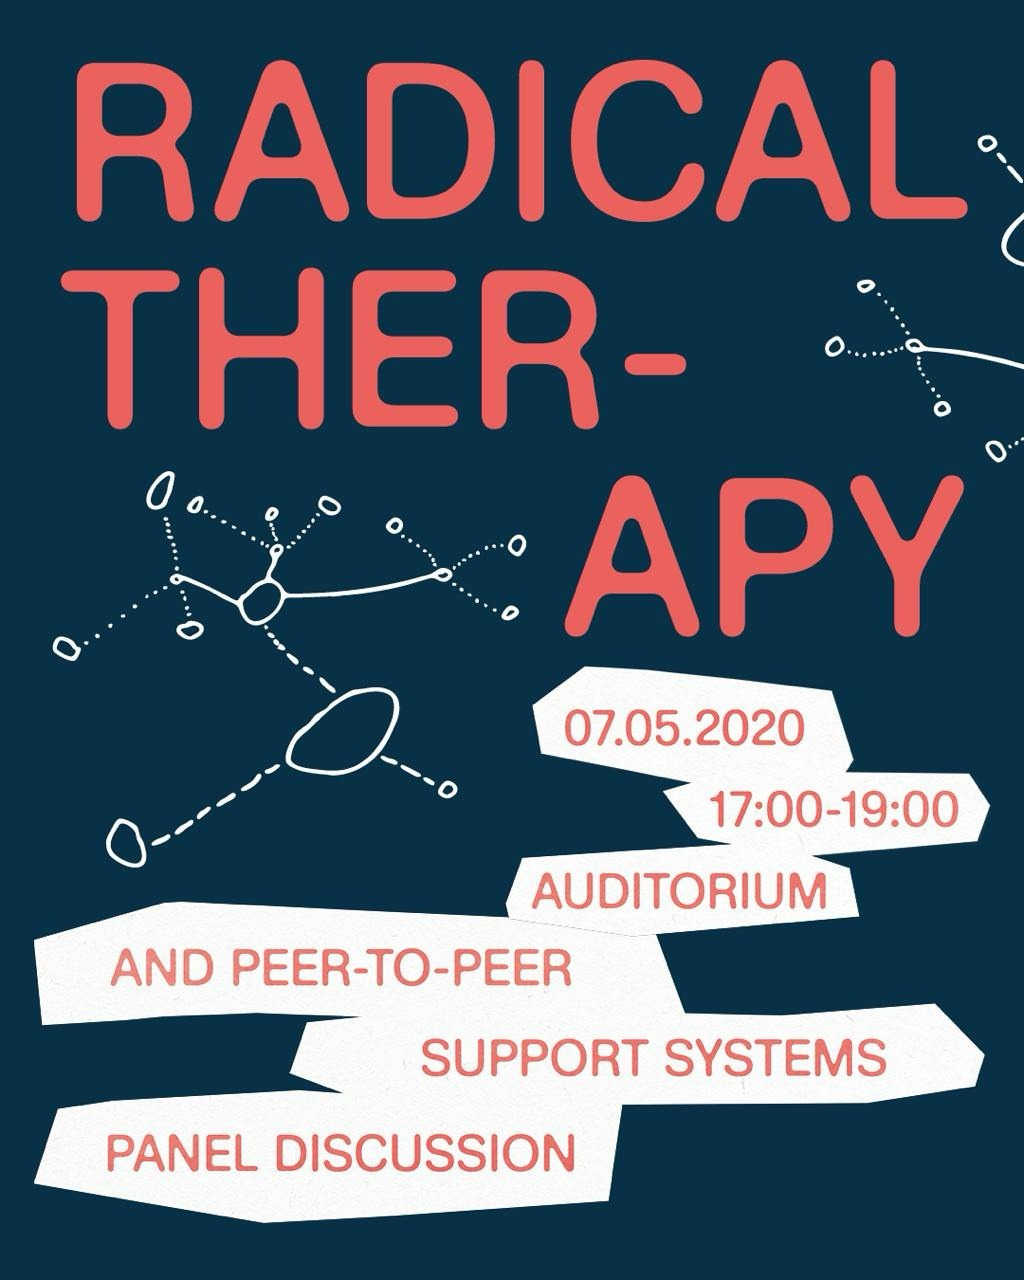 RADICAL
THER-
APY
07.05.2020
17:00-19:00
AUDITORIUM
AND PEER-TO-PEER
SUPPORT SYSTEMS
PANEL DISCUSSION